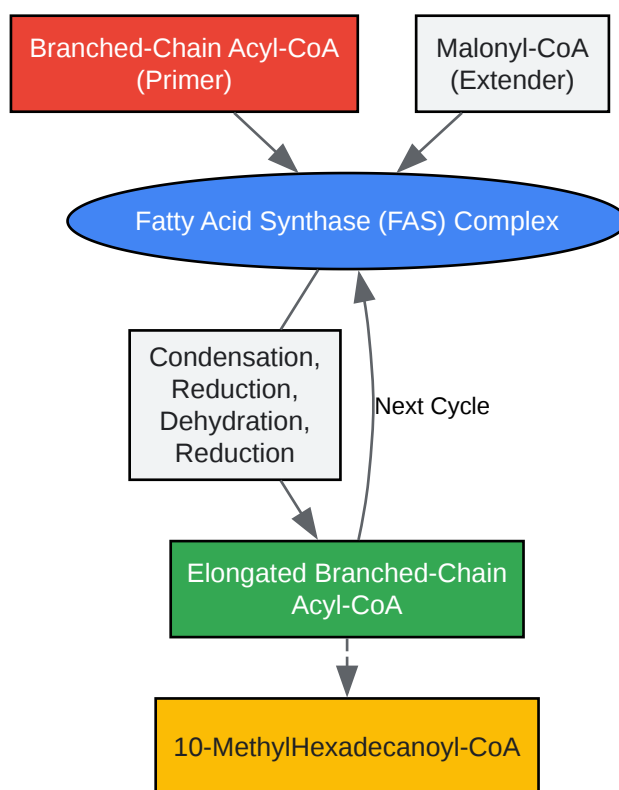 Branched-Chain Acyl-CoA
(Primer)
Malonyl-CoA
(Extender)
Fatty Acid Synthase (FAS) Complex
Condensation,
Reduction,
Dehydration,
Reduction
Next Cycle
Elongated Branched-Chain
Acyl-CoA
10-MethylHexadecanoyl-CoA